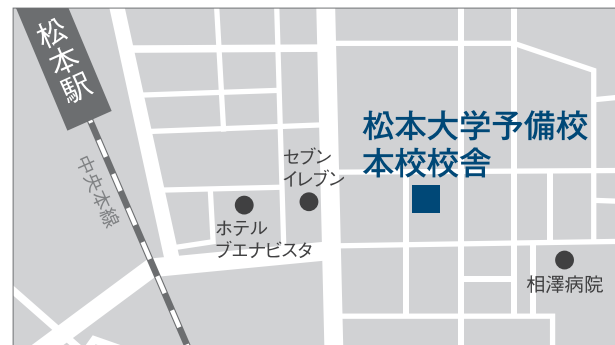 松本駅
中央本線
松本大学予備校
本校校舎
セブン
イレブン
ホテル
ブエナビスタ
相澤病院